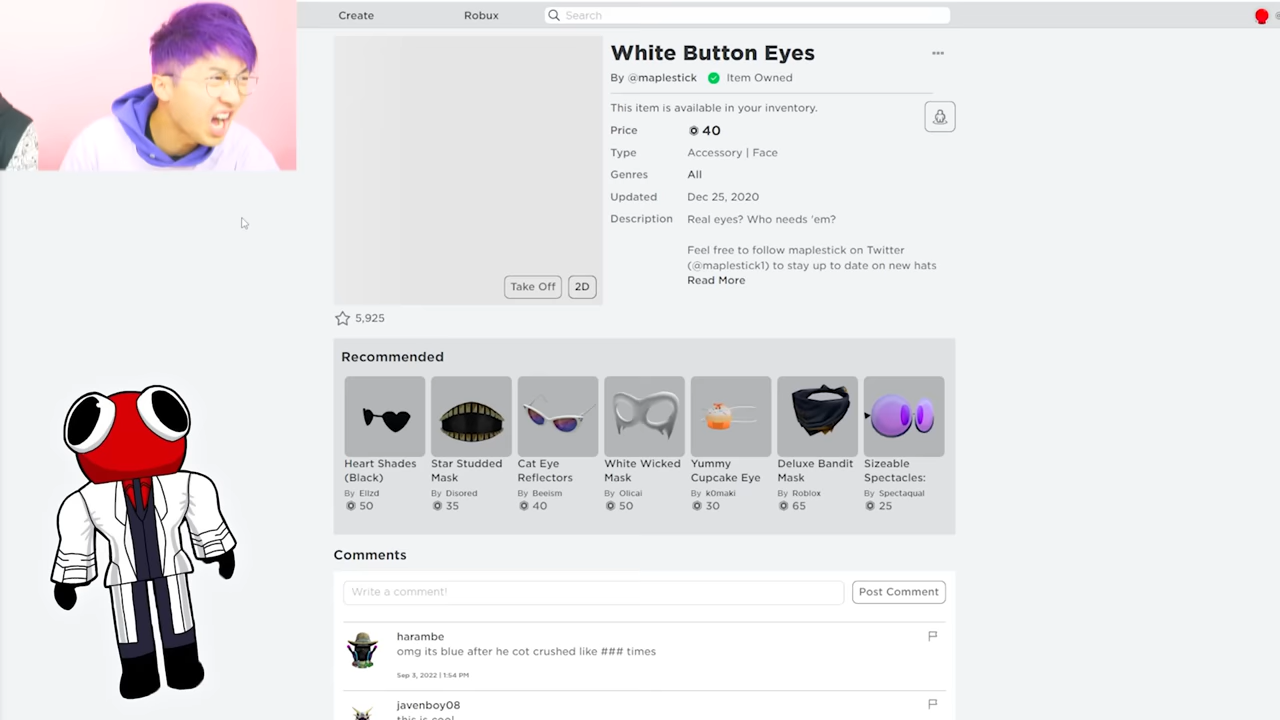 Create
Robux
Search
White Button Eyes
By @maplestick Item Owned
This item is available in your inventory.
Price 40
Type Accessory | Face
Genres All
Updated Dec 25, 2020
Description Real eyes? Who needs 'em?
Feel free to follow maplestick on Twitter
(@maplestick1) to stay up to date on new hats
Read More
Take Off
2D
5,925
Recommended
Heart Shades
(Black)
By Ellzd
50
Star Studded
Mask
By Disored
35
Cat Eye
Reflectors
By Beeism
40
White Wicked
Mask
By Olicai
50
Yummy
Cupcake Eye
By k0maki
30
Deluxe Bandit
Mask
By Roblox
65
Sizeable
Spectacles:
By Spectaqual
25
Comments
Write a comment!
Post Comment
harambe
omg its blue after he cot crushed like ### times
Sep 3, 2022 | 1:54 PM
javenboy08
this is cool